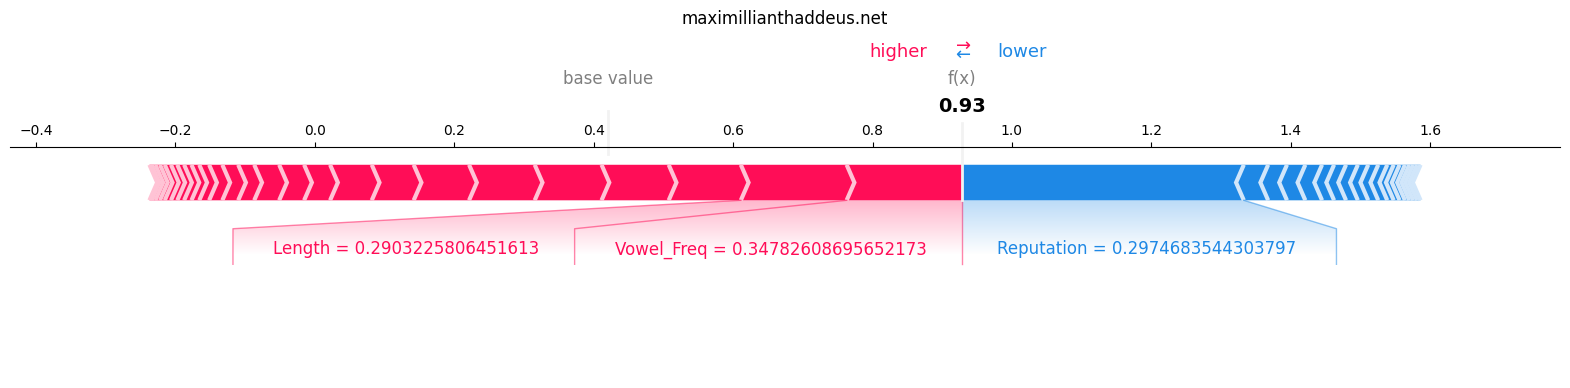 maximillianthaddeus.net
higher ⇄ lower
base value f(x)
0.93
−0.4 −0.2 0.0 0.2 0.4 0.6 0.8 1.0 1.2 1.4 1.6
Length = 0.2903225806451613 Vowel_Freq = 0.34782608695652173 Reputation = 0.2974683544303797